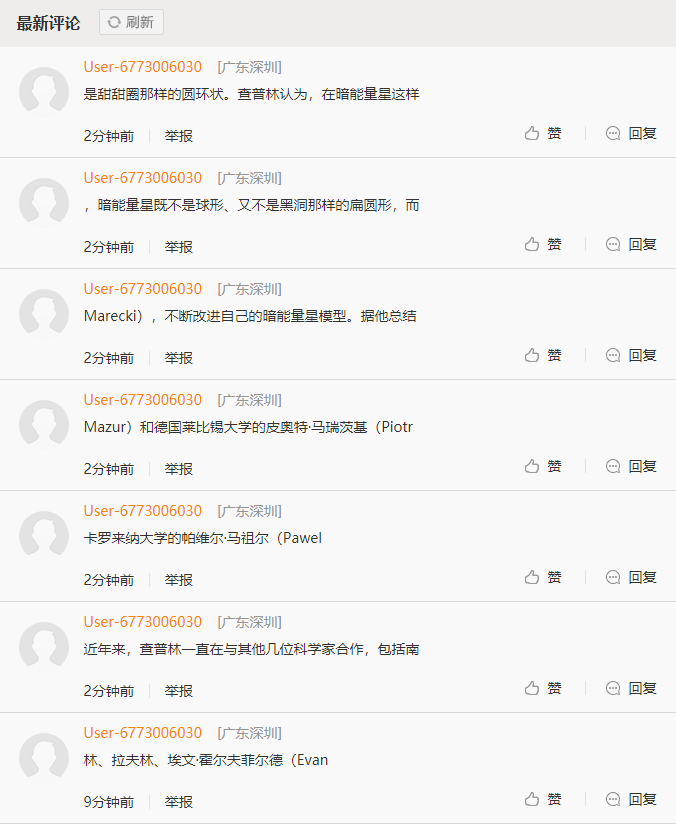 最新评论 刷新
User-6773006030 [广东深圳]
是甜甜圈那样的圆环状。查普林认为，在暗能量星这样
2分钟前 举报 赞 回复
User-6773006030 [广东深圳]
，暗能量星既不是球形、又不是黑洞那样的扁圆形，而
2分钟前 举报 赞 回复
User-6773006030 [广东深圳]
Marecki），不断改进自己的暗能量星模型。据他总结
2分钟前 举报 赞 回复
User-6773006030 [广东深圳]
Mazur）和德国莱比锡大学的皮奥特·马瑞茨基（Piotr
2分钟前 举报 赞 回复
User-6773006030 [广东深圳]
卡罗来纳大学的帕维尔·马祖尔（Pawel
2分钟前 举报 赞 回复
User-6773006030 [广东深圳]
近年来，查普林一直在与其他几位科学家合作，包括南
2分钟前 举报 赞 回复
User-6773006030 [广东深圳]
林、拉夫林、埃文·霍尔夫菲尔德（Evan
9分钟前 举报 赞 回复